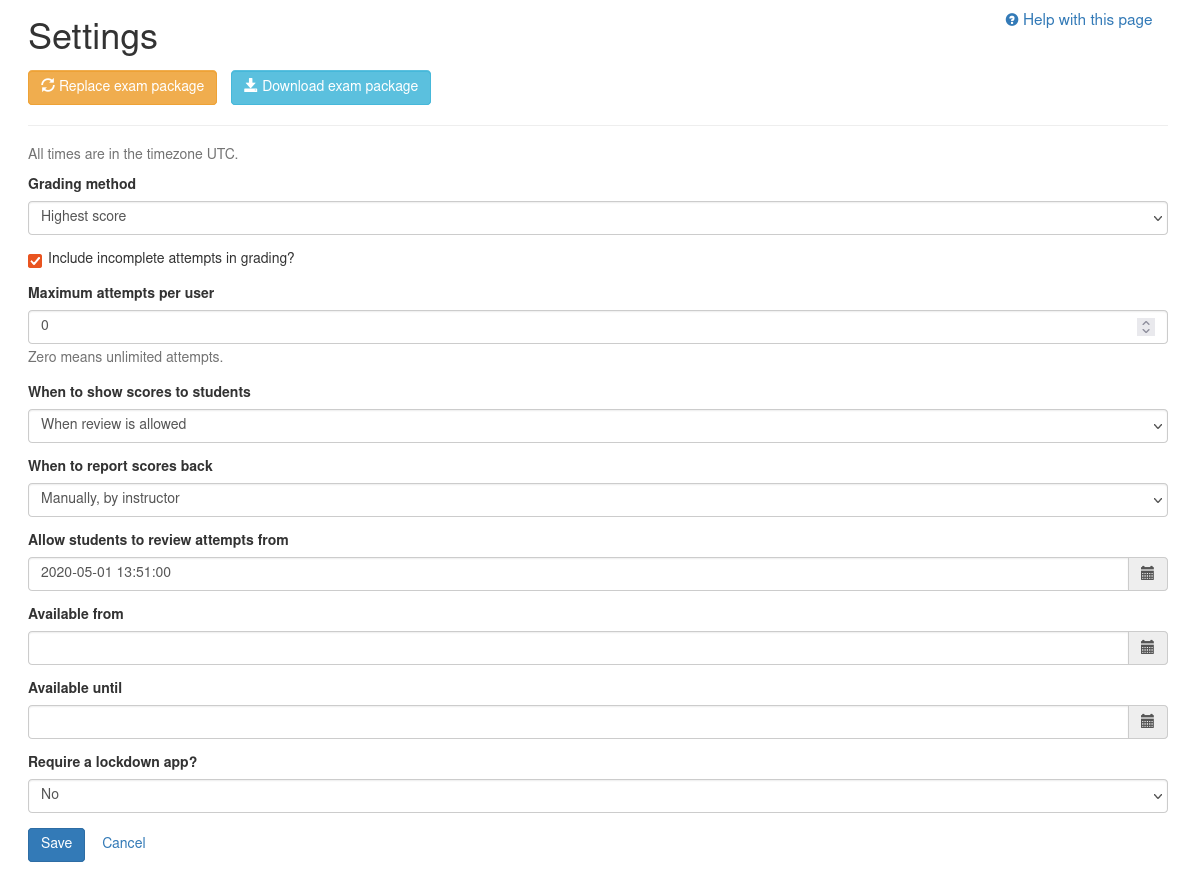 Help with this page
Settings
Replace exam package Download exam package
All times are in the timezone UTC.
Grading method
Highest score
Include incomplete attempts in grading?
Maximum attempts per user
0
Zero means unlimited attempts.
When to show scores to students
When review is allowed
When to report scores back
Manually, by instructor
Allow students to review attempts from
2020-05-01 13:51:00
Available from
Available until
Require a lockdown app?
No
Save Cancel